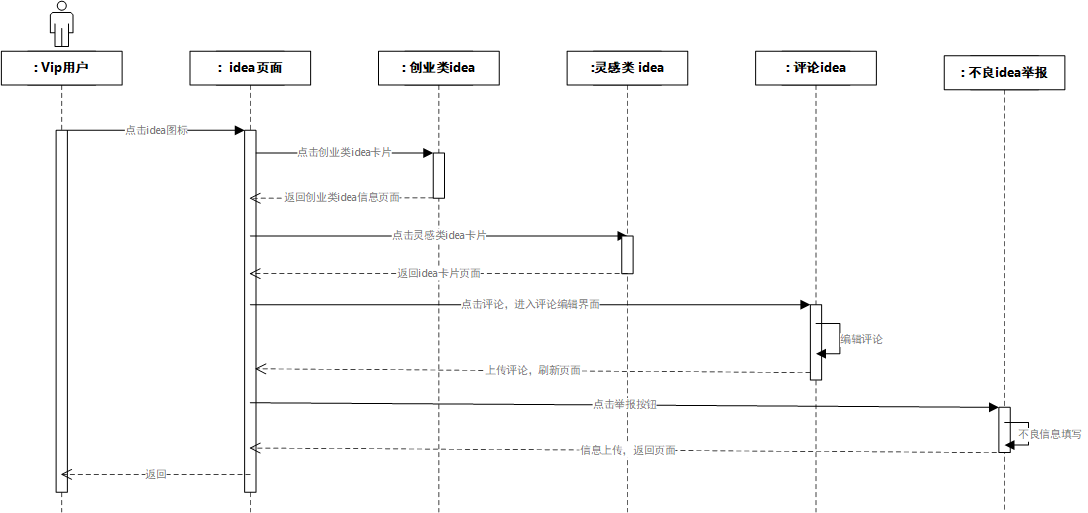 : Vip用户
: idea页面
: 创业类idea
:灵感类 idea
: 评论idea
: 不良idea举报
点击idea图标
点击创业类idea卡片
返回创业类idea信息页面
点击灵感类idea卡片
返回idea卡片页面
点击评论，进入评论编辑界面
编辑评论
上传评论，刷新页面
点击举报按钮
不良信息填写
信息上传，返回页面
返回